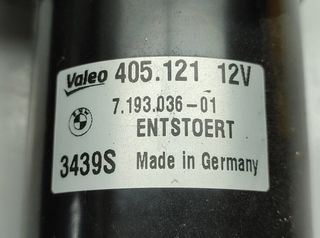 Valeo 405.121 12V
7.193.036-01
ENTSTOERT
3439S Made in Germany